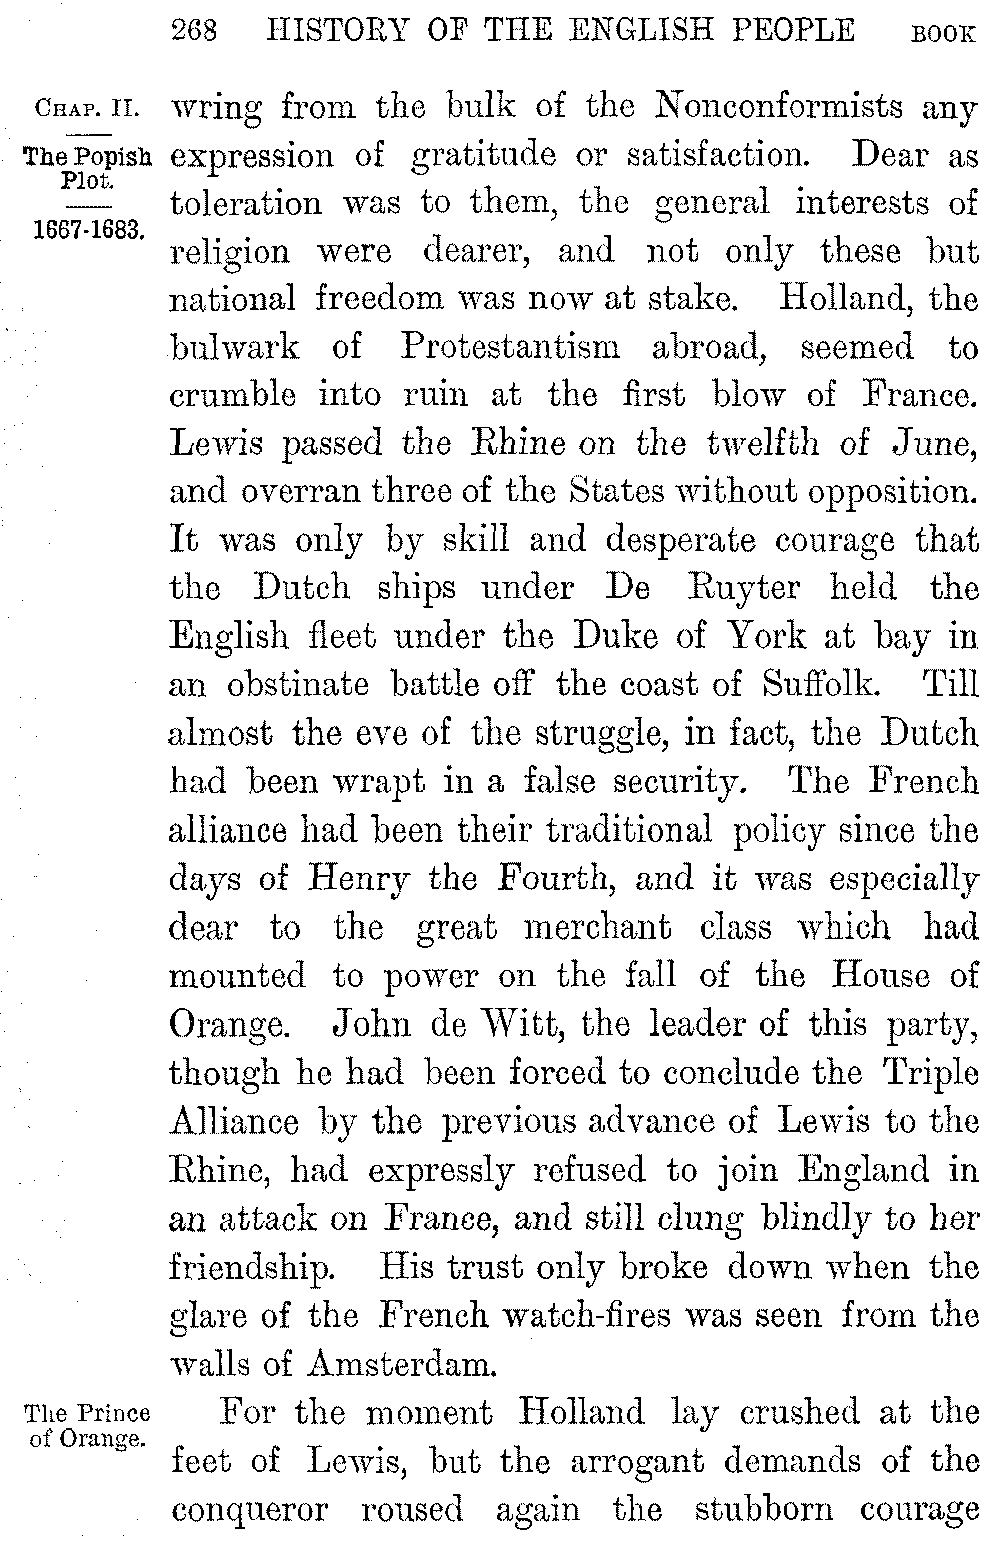 268 HISTORY OF THE ENGLISH PEOPLE BOOK
CHAP. II.
The Popish
Plot.
1667-1683.
wring from the bulk of the Nonconformists any
expression of gratitude or satisfaction. Dear as
toleration was to them, the general interests of
religion were dearer, and not only these but
national freedom was now at stake. Holland, the
bulwark of Protestantism abroad, seemed to
crumble into ruin at the first blow of France.
Lewis passed the Rhine on the twelfth of June,
and overran three of the States without opposition.
It was only by skill and desperate courage that
the Dutch ships under De Ruyter held the
English fleet under the Duke of York at bay in
an obstinate battle off the coast of Suffolk. Till
almost the eve of the struggle, in fact, the Dutch
had been wrapt in a false security. The French
alliance had been their traditional policy since the
days of Henry the Fourth, and it was especially
dear to the great merchant class which had
mounted to power on the fall of the House of
Orange. John de Witt, the leader of this party,
though he had been forced to conclude the Triple
Alliance by the previous advance of Lewis to the
Rhine, had expressly refused to join England in
an attack on France, and still clung blindly to her
friendship. His trust only broke down when the
glare of the French watch-fires was seen from the
walls of Amsterdam.
The Prince
of Orange.
For the moment Holland lay crushed at the
feet of Lewis, but the arrogant demands of the
conqueror roused again the stubborn courage